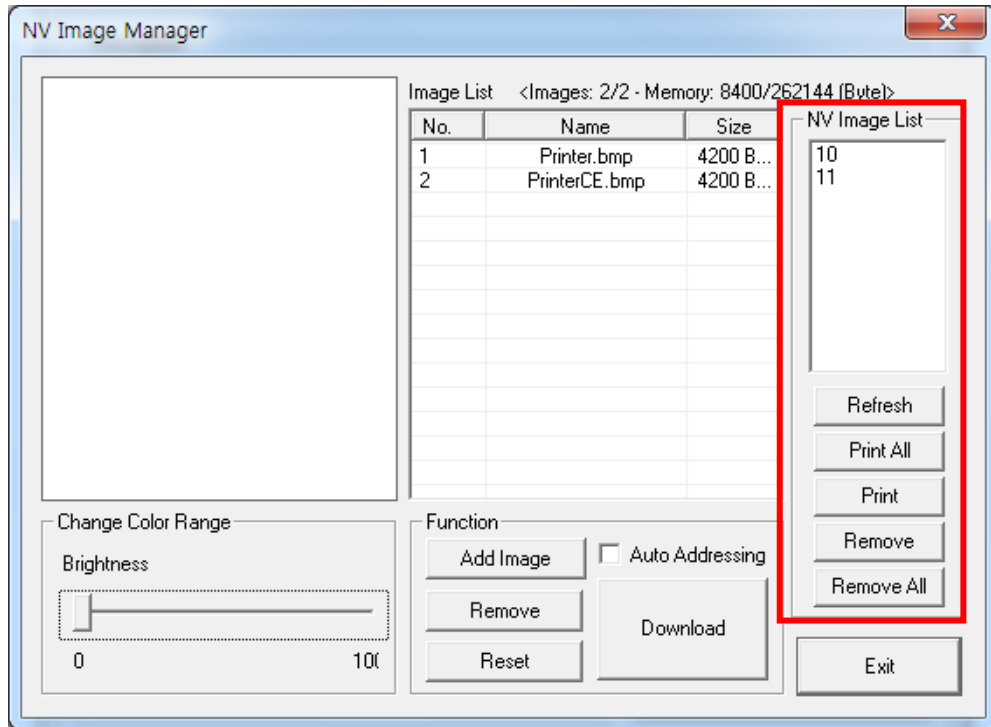 NV Image Manager
Image List <Images: 2/2 - Memory: 8400/262144 (Byte)>
No. Name Size
1 Printer.bmp 4200 B...
2 PrinterCE.bmp 4200 B...
NV Image List
10
11
Refresh
Print All
Print
Remove
Remove All
Change Color Range
Brightness
0 10(
Function
Add Image
Auto Addressing
Remove
Download
Reset
Exit